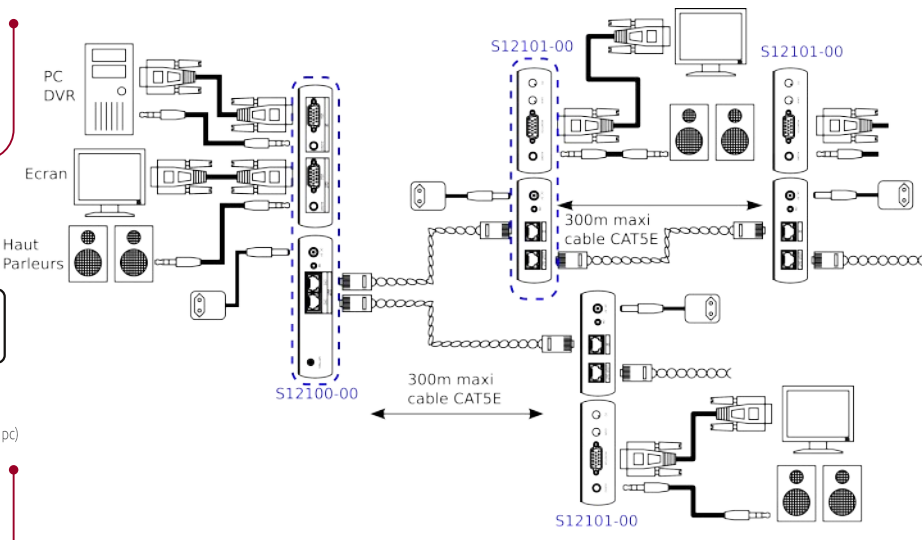 S12101-00
S12101-00
PC
DVR
Ecran
Haut
Parleurs
300m maxi
cable CAT5E
S12100-00
300m maxi
cable CAT5E
pc)
S12101-00